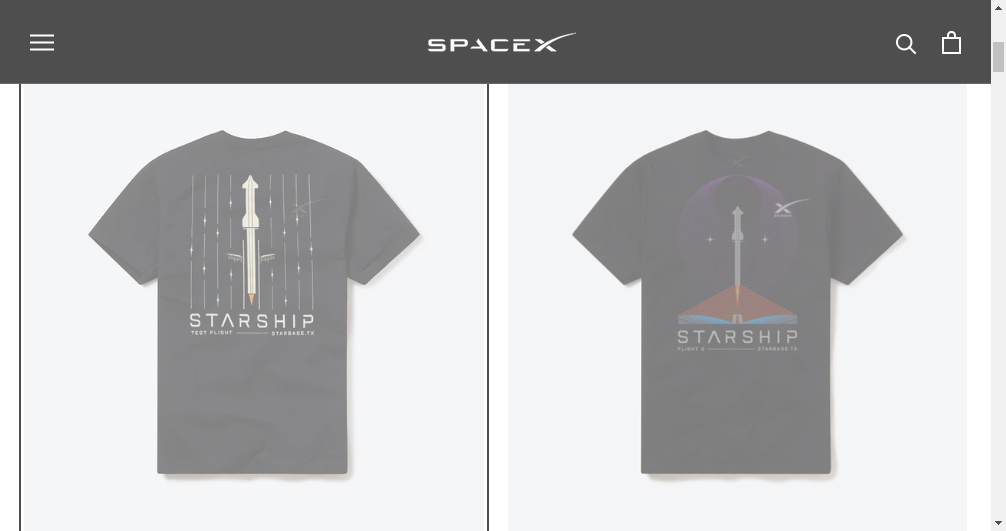 SPACEX
STARSHIP
TEST FLIGHT STARBASE,TX
STARSHIP
FLIGHT 2 STARBASE,TX